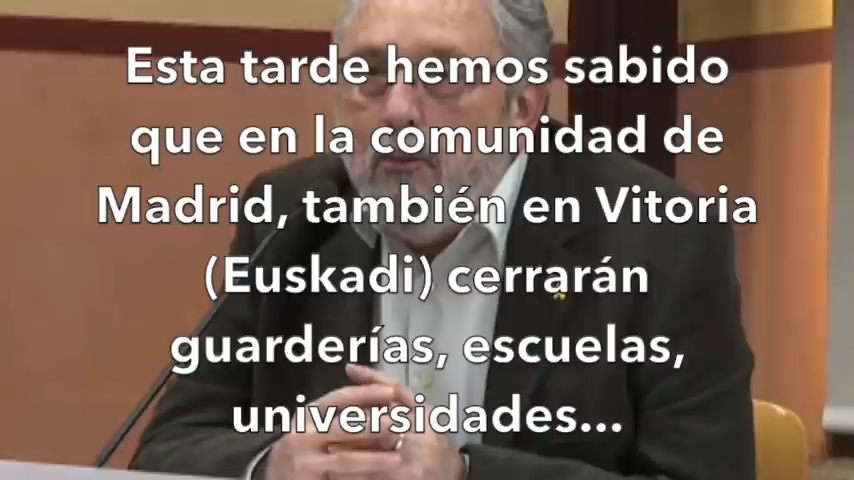 Esta tarde hemos sabido
que en la comunidad de
Madrid, también en Vitoria
(Euskadi) cerrarán
guarderías, escuelas,
universidades...